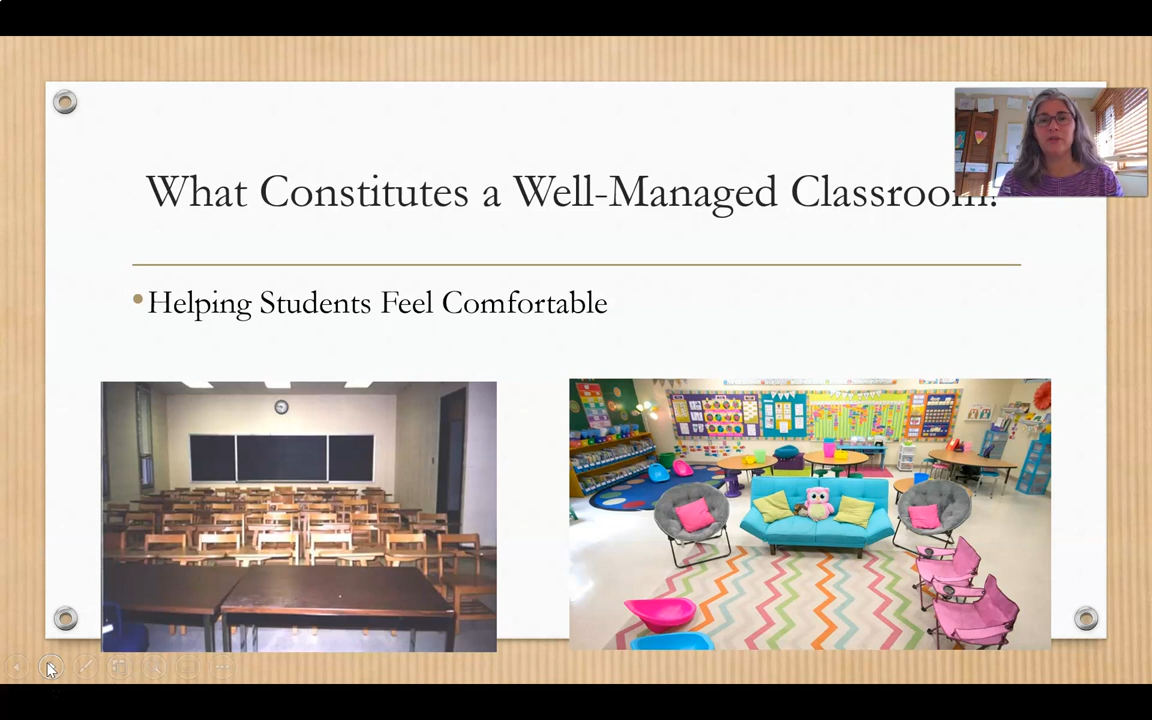 What Constitutes a Well-Managed Classroom?
Helping Students Feel Comfortable